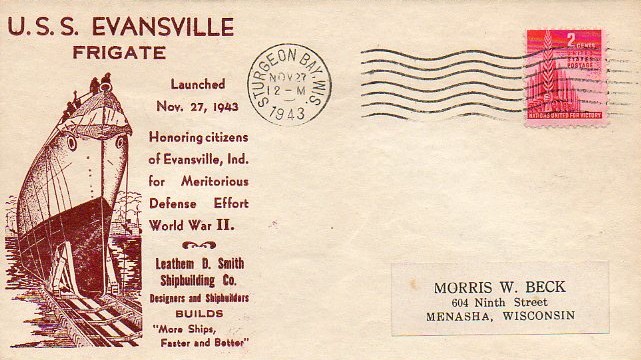 U.S.S. EVANSVILLE
FRIGATE
Launched
Nov. 27, 1943
Honoring citizens
of Evansville, Ind.
for Meritorious
Defense Effort
World War II.
Leathem D. Smith
Shipbuilding Co.
Designers and Shipbuilders
BUILDS
"More Ships,
Faster and Better"
STURGEON BAY, WIS.
NOV 27
12 - M
1943
2 CENTS
UNITED
STATES
POSTAGE
NATIONS UNITED FOR VICTORY
MORRIS W. BECK
604 Ninth Street
MENASHA, WISCONSIN